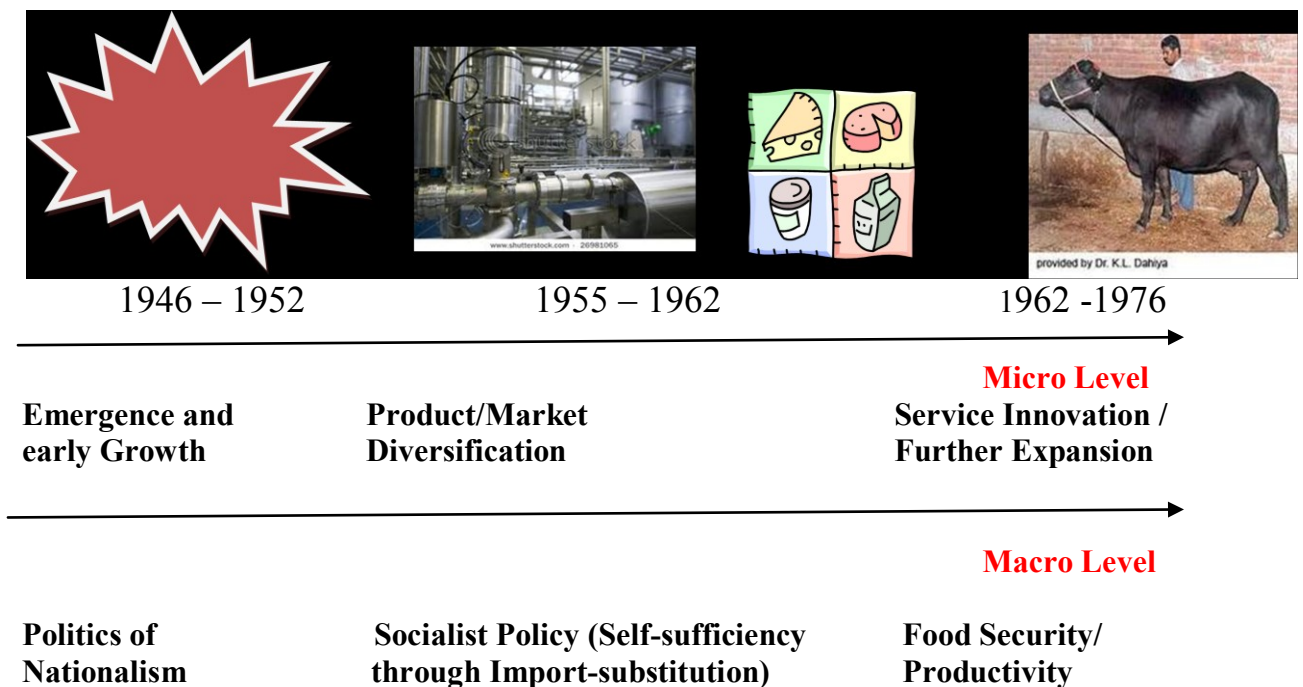 www.shutterstock.com · 26981065
provided by Dr. K.L. Dahiya
1946 – 1952 1955 – 1962 1962 -1976
Micro Level
Emergence and Product/Market Service Innovation /
early Growth Diversification Further Expansion
Macro Level
Politics of Socialist Policy (Self-sufficiency Food Security/
Nationalism through Import-substitution) Productivity